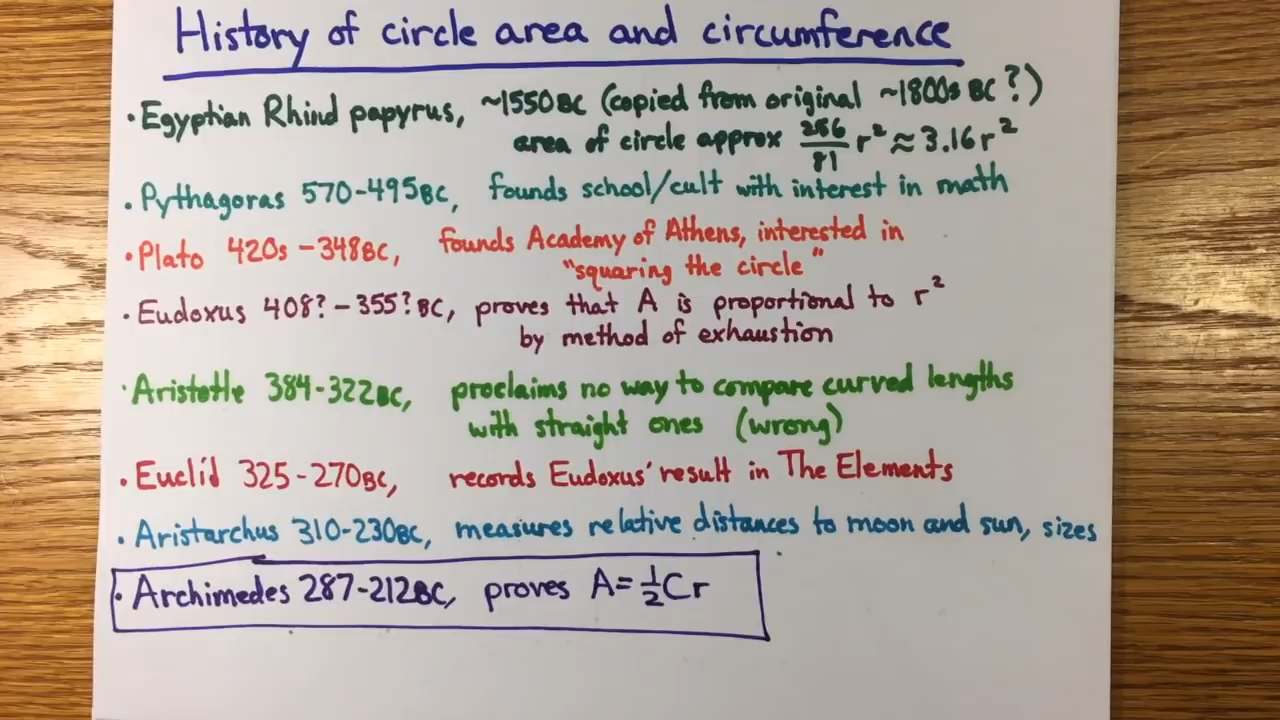 History of circle area and circumference
• Egyptian Rhind papyrus, ~1550BC (copied from original ~1800s BC?)
area of circle approx 256/81 r² ≈ 3.16r²
• Pythagoras 570-495BC, founds school/cult with interest in math
• Plato 420s-348BC, founds Academy of Athens, interested in
"squaring the circle"
• Eudoxus 408?-355?BC, proves that A is proportional to r²
by method of exhaustion
• Aristotle 384-322BC, proclaims no way to compare curved lengths
with straight ones (wrong)
• Euclid 325-270BC, records Eudoxus' result in The Elements
• Aristarchus 310-230BC, measures relative distances to moon and sun, sizes
• Archimedes 287-212BC, proves A=½Cr